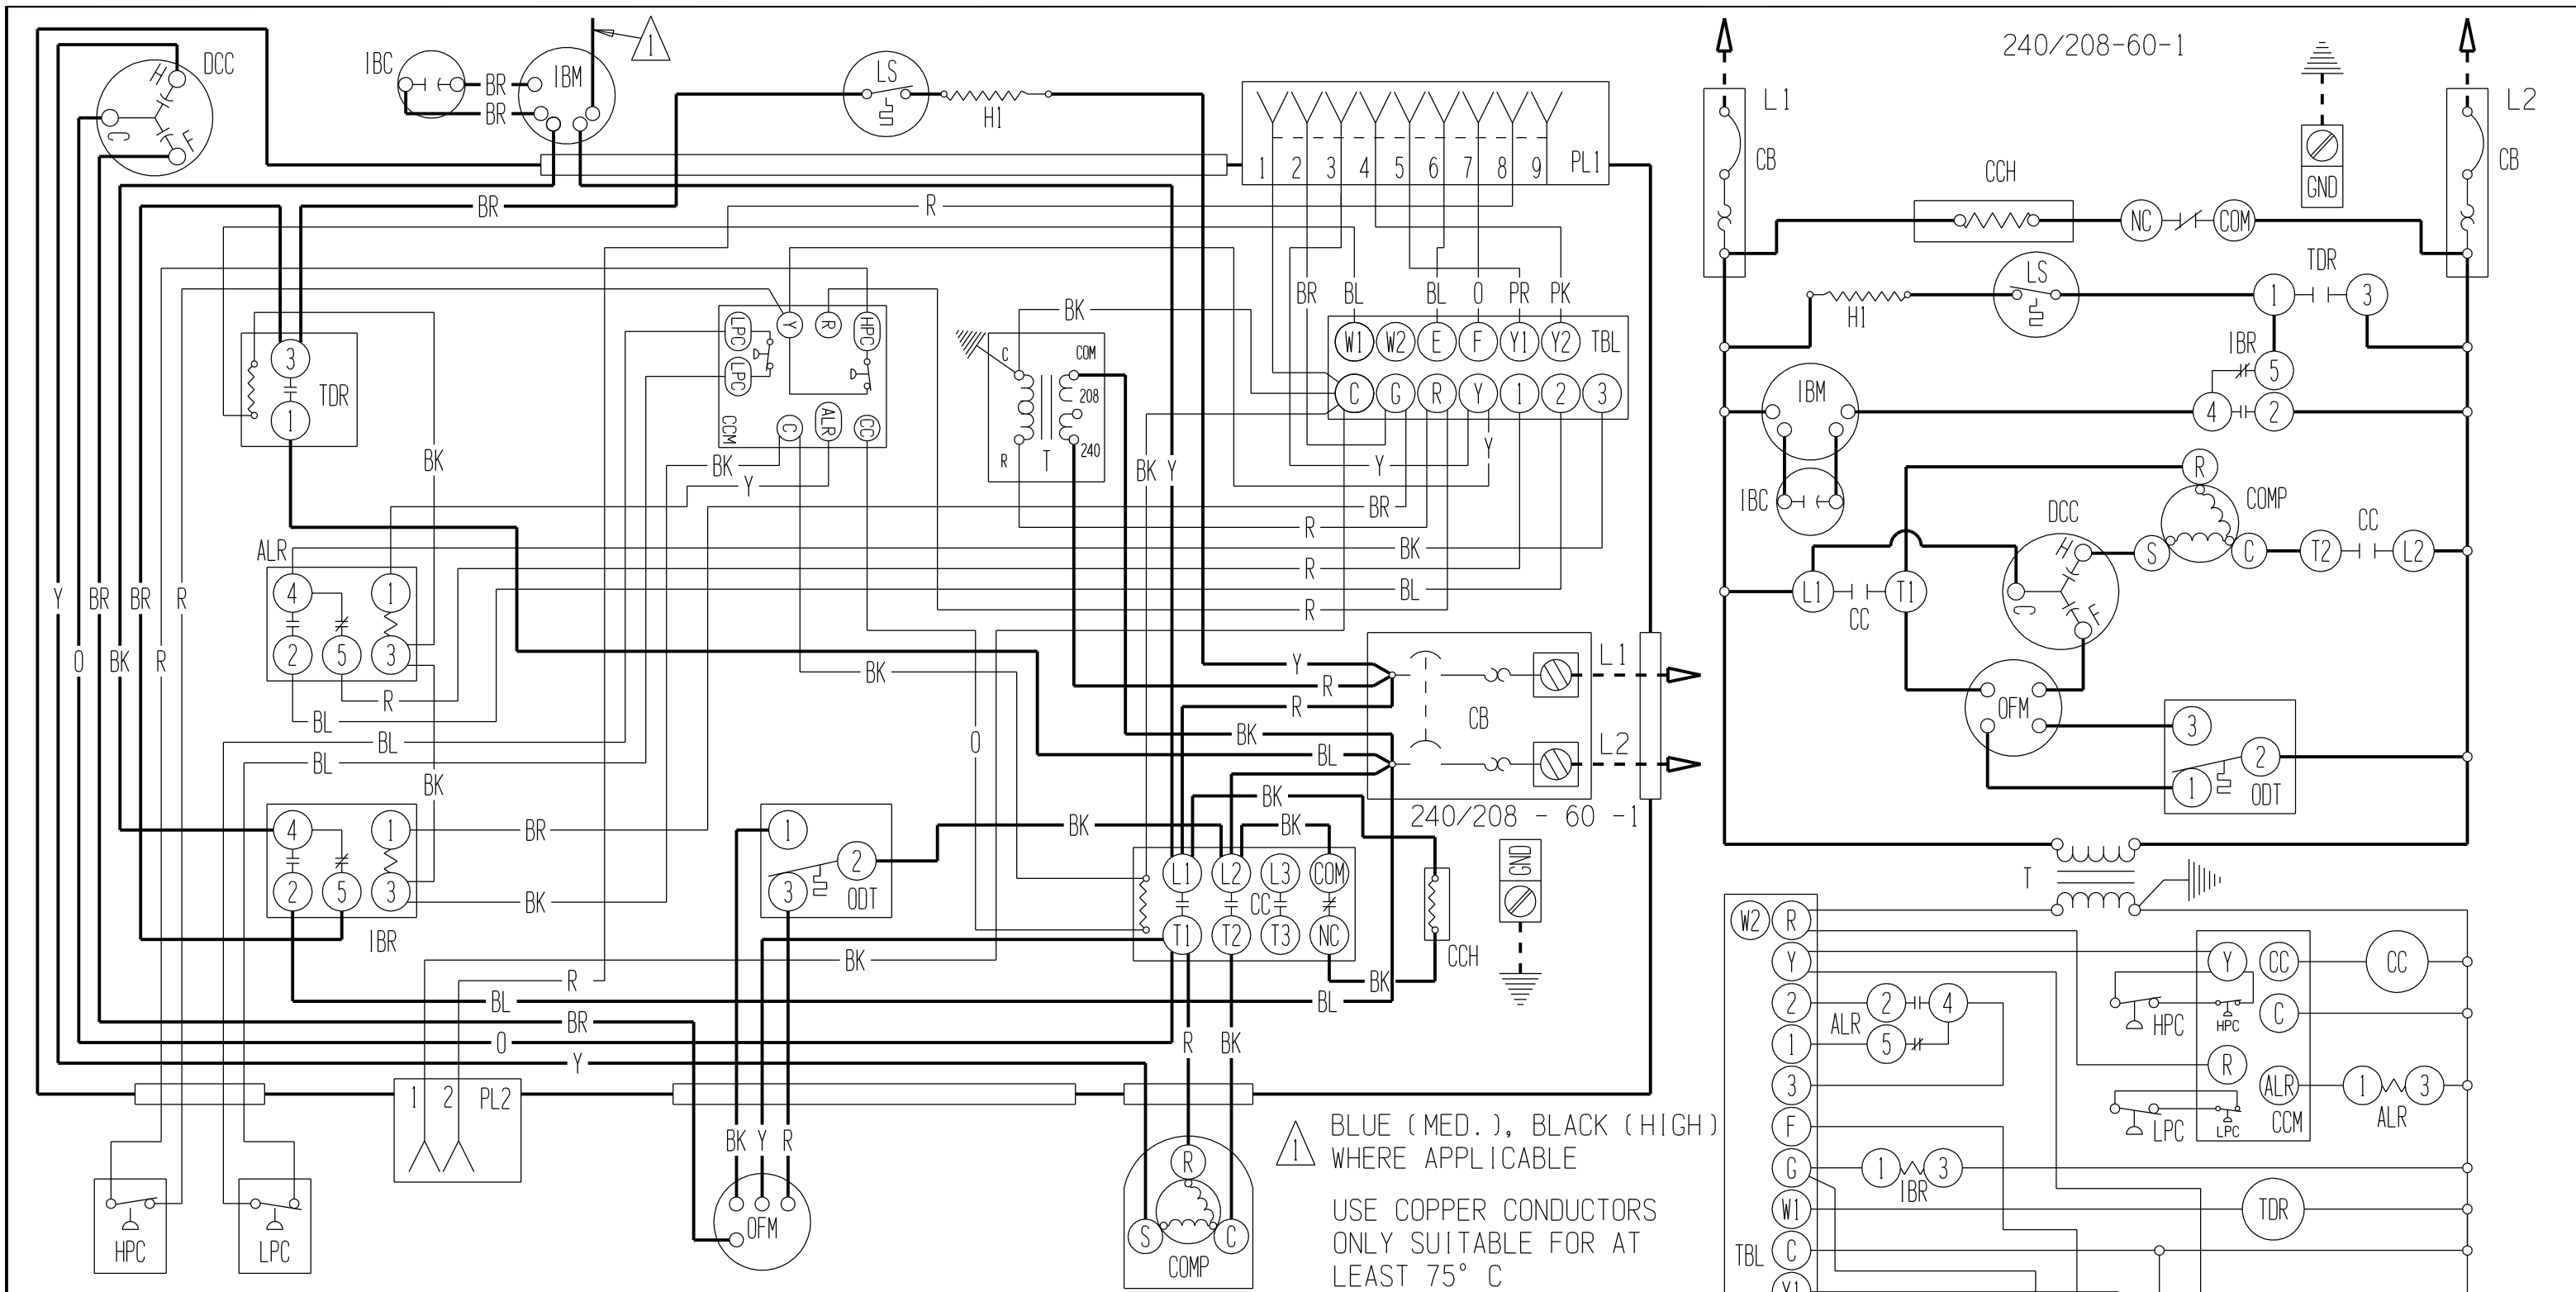 DCC
H
C
F
IBC
BR
BR
IBM
1
LS
H1
1 2 3 4 5 6 7 8 9 PL1
BR
R
BR BL BL O PR PK
W1 W2 E F Y1 Y2 TBL
C G R Y 1 2 3
3
1
TDR
LPC
LPC
Y R HPC
CCM
C ALR CC
BK
C COM
208
240
R T
BK
BK
Y
BK Y
Y
Y
BR
R
BK
R
BL
R
ALR
4 1
2 5 3
Y BR BR R
O BK R
R
BL
BL
BL
BK
BK
O
Y
R
R
BK
BL
CB
L1
L2
240/208 - 60 -1
4 1
2 5 3
IBR
BR
BK
1
2
3
ODT
BK
BK
BK
L1 L2 L3 COM
CC
T1 T2 T3 NC
CCH
BK
GND
BK
R
BL
BL
BR
O
Y
R BK
1 2 PL2
HPC
LPC
BK Y R
OFM
R
S C
COMP
1
BLUE (MED.), BLACK (HIGH)
WHERE APPLICABLE
USE COPPER CONDUCTORS
ONLY SUITABLE FOR AT
LEAST 75° C
240/208-60-1
L1
CB
L2
CB
GND
CCH
NC COM
LS
H1
TDR
1 3
IBR
5
4 2
IBM
IBC
R
COMP
S C
T2 CC L2
DCC
H
C
F
L1 CC T1
OFM
3
2
1
ODT
T
W2 R
Y
2
1
3
F
G
W1
TBL C
Y1
2 4
ALR
5
1 3
IBR
HPC
LPC
Y CC
HPC
C
R
ALR
LPC
CCM
CC
1 3
ALR
TDR